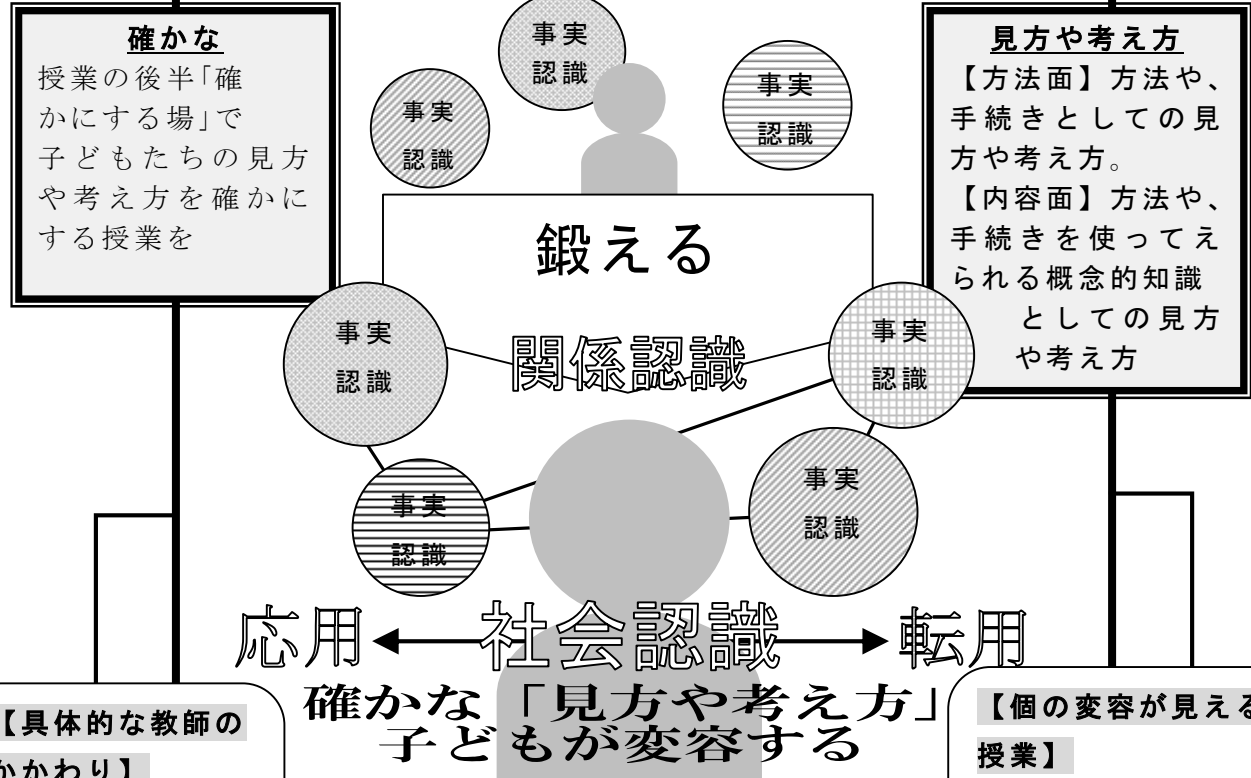 確かな
授業の後半「確
かにする場」で
子どもたちの見方
や考え方を確かに
する授業を
事実
認識
事実
認識
事実
認識
見方や考え方
【方法面】方法や、
手続きとしての見
方や考え方。
【内容面】方法や、
手続きを使ってえ
られる概念的知識
としての見方
や考え方
鍛える
事実
認識
関係認識
事実
認識
事実
認識
事実
認識
応用
社会認識
転用
確かな「見方や考え方」
子どもが変容する
【具体的な教師の
かかわり】
【個の変容が見える
授業】